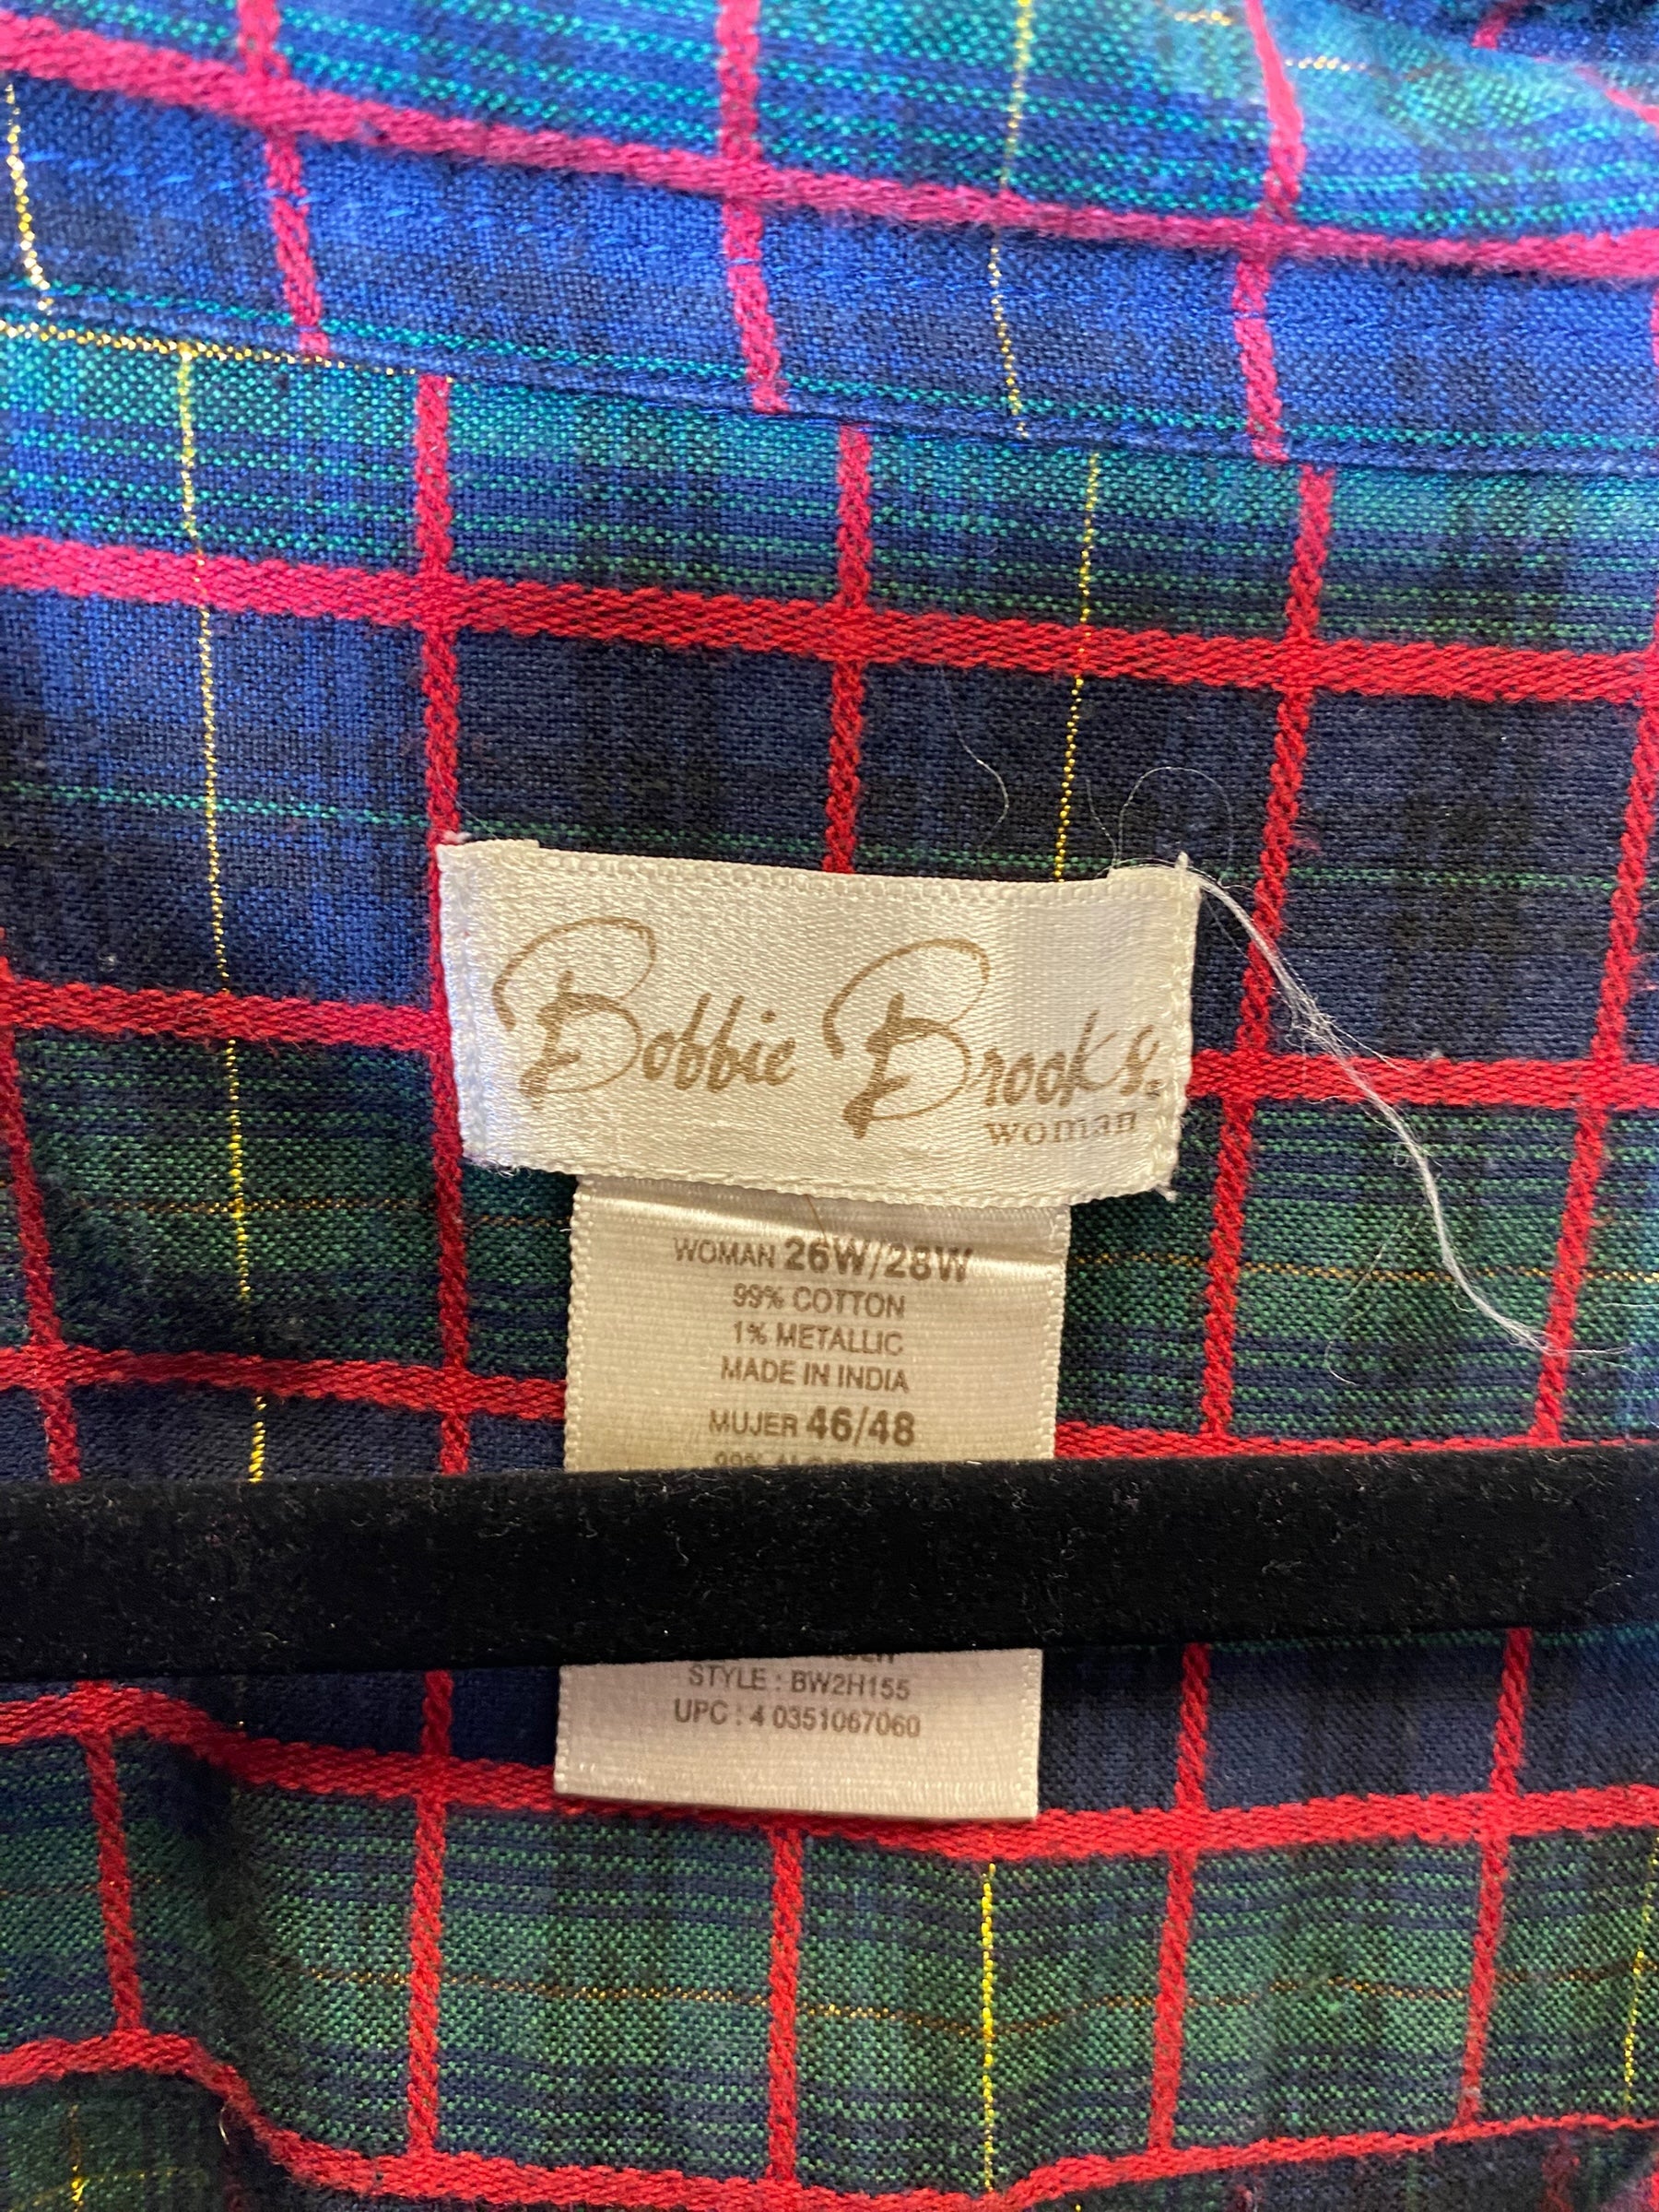 Bobbie Brooks.
woman
WOMAN 26W/28W
99% COTTON
1% METALLIC
MADE IN INDIA
MUJER 46/48
STYLE : BW2H155
UPC : 4 0351067060